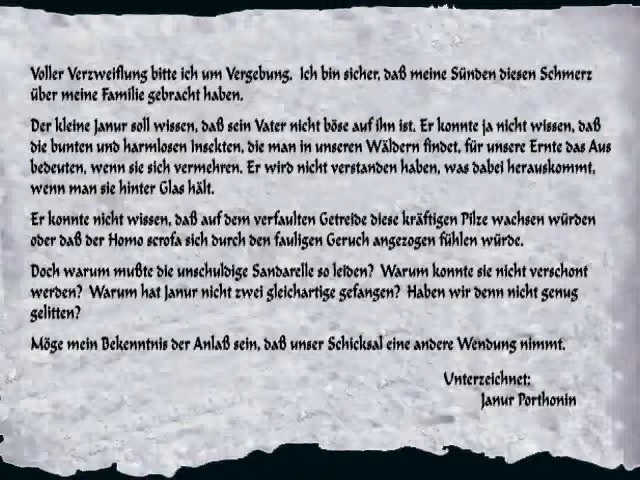 Voller Verzweiflung bitte ich um Vergebung. Ich bin sicher, daß meine Sünden diesen Schmerz
über meine Familie gebracht haben.
Der kleine Janur soll wissen, daß sein Vater nicht böse auf ihn ist. Er konnte ja nicht wissen, daß
die bunten und harmlosen Insekten, die man in unseren Wäldern findet, für unsere Ernte das Aus
bedeuten, wenn sie sich vermehren. Er wird nicht verstanden haben, was dabei herauskommt,
wenn man sie hinter Glas hält.
Er konnte nicht wissen, daß auf dem verfaulten Getreide diese kräftigen Pilze wachsen würden
oder daß der Homo scrofa sich durch den fauligen Geruch angezogen fühlen würde.
Doch warum mußte die unschuldige Sandarelle so leiden? Warum konnte sie nicht verschont
werden? Warum hat Janur nicht zwei gleichartige gefangen? Haben wir denn nicht genug
gelitten?
Möge mein Bekenntnis der Anlaß sein, daß unser Schicksal eine andere Wendung nimmt.
Unterzeichnet:
Janur Porthonin